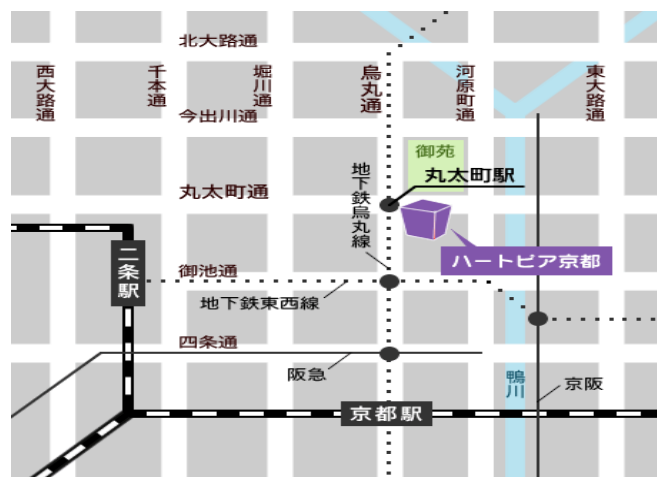 北大路通
西大路通
千本通
堀川通
烏丸通
河原町通
東大路通
今出川通
御苑
丸太町駅
丸太町通
地下鉄烏丸線
ハートピア京都
二条駅
御池通
地下鉄東西線
四条通
阪急
鴨川
京阪
京都駅